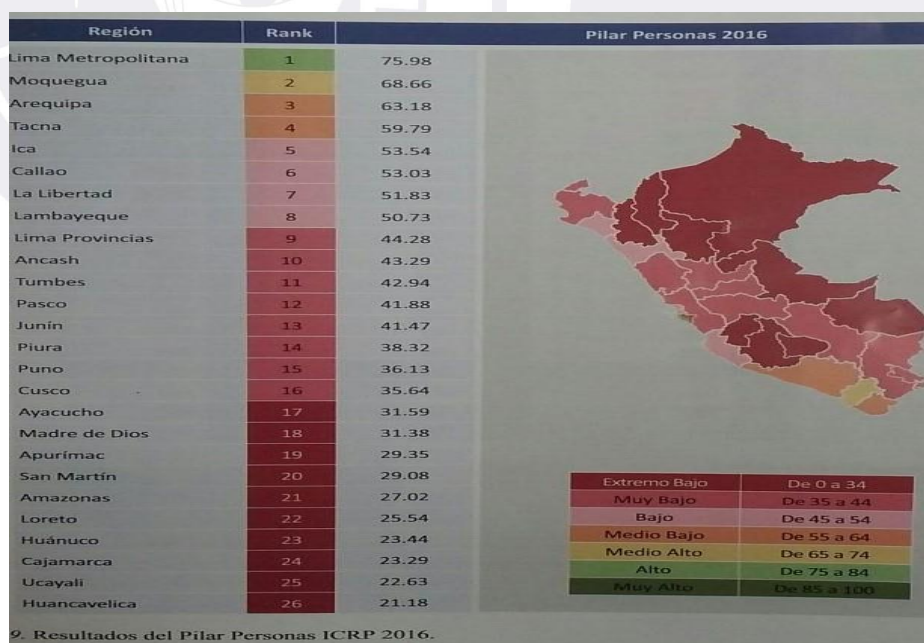 Región Rank Pilar Personas 2016
Lima Metropolitana 1 75.98
Moquegua 2 68.66
Arequipa 3 63.18
Tacna 4 59.79
Ica 5 53.54
Callao 6 53.03
La Libertad 7 51.83
Lambayeque 8 50.73
Lima Provincias 9 44.28
Ancash 10 43.29
Tumbes 11 42.94
Pasco 12 41.88
Junín 13 41.47
Piura 14 38.32
Puno 15 36.13
Cusco 16 35.64
Ayacucho 17 31.59
Madre de Dios 18 31.38
Apurímac 19 29.35
San Martín 20 29.08
Amazonas 21 27.02
Loreto 22 25.54
Huánuco 23 23.44
Cajamarca 24 23.29
Ucayali 25 22.63
Huancavelica 26 21.18
Extremo Bajo De 0 a 34
Muy Bajo De 35 a 44
Bajo De 45 a 54
Medio Bajo De 55 a 64
Medio Alto De 65 a 74
Alto De 75 a 84
Muy Alto De 85 a 100
9. Resultados del Pilar Personas ICRP 2016.